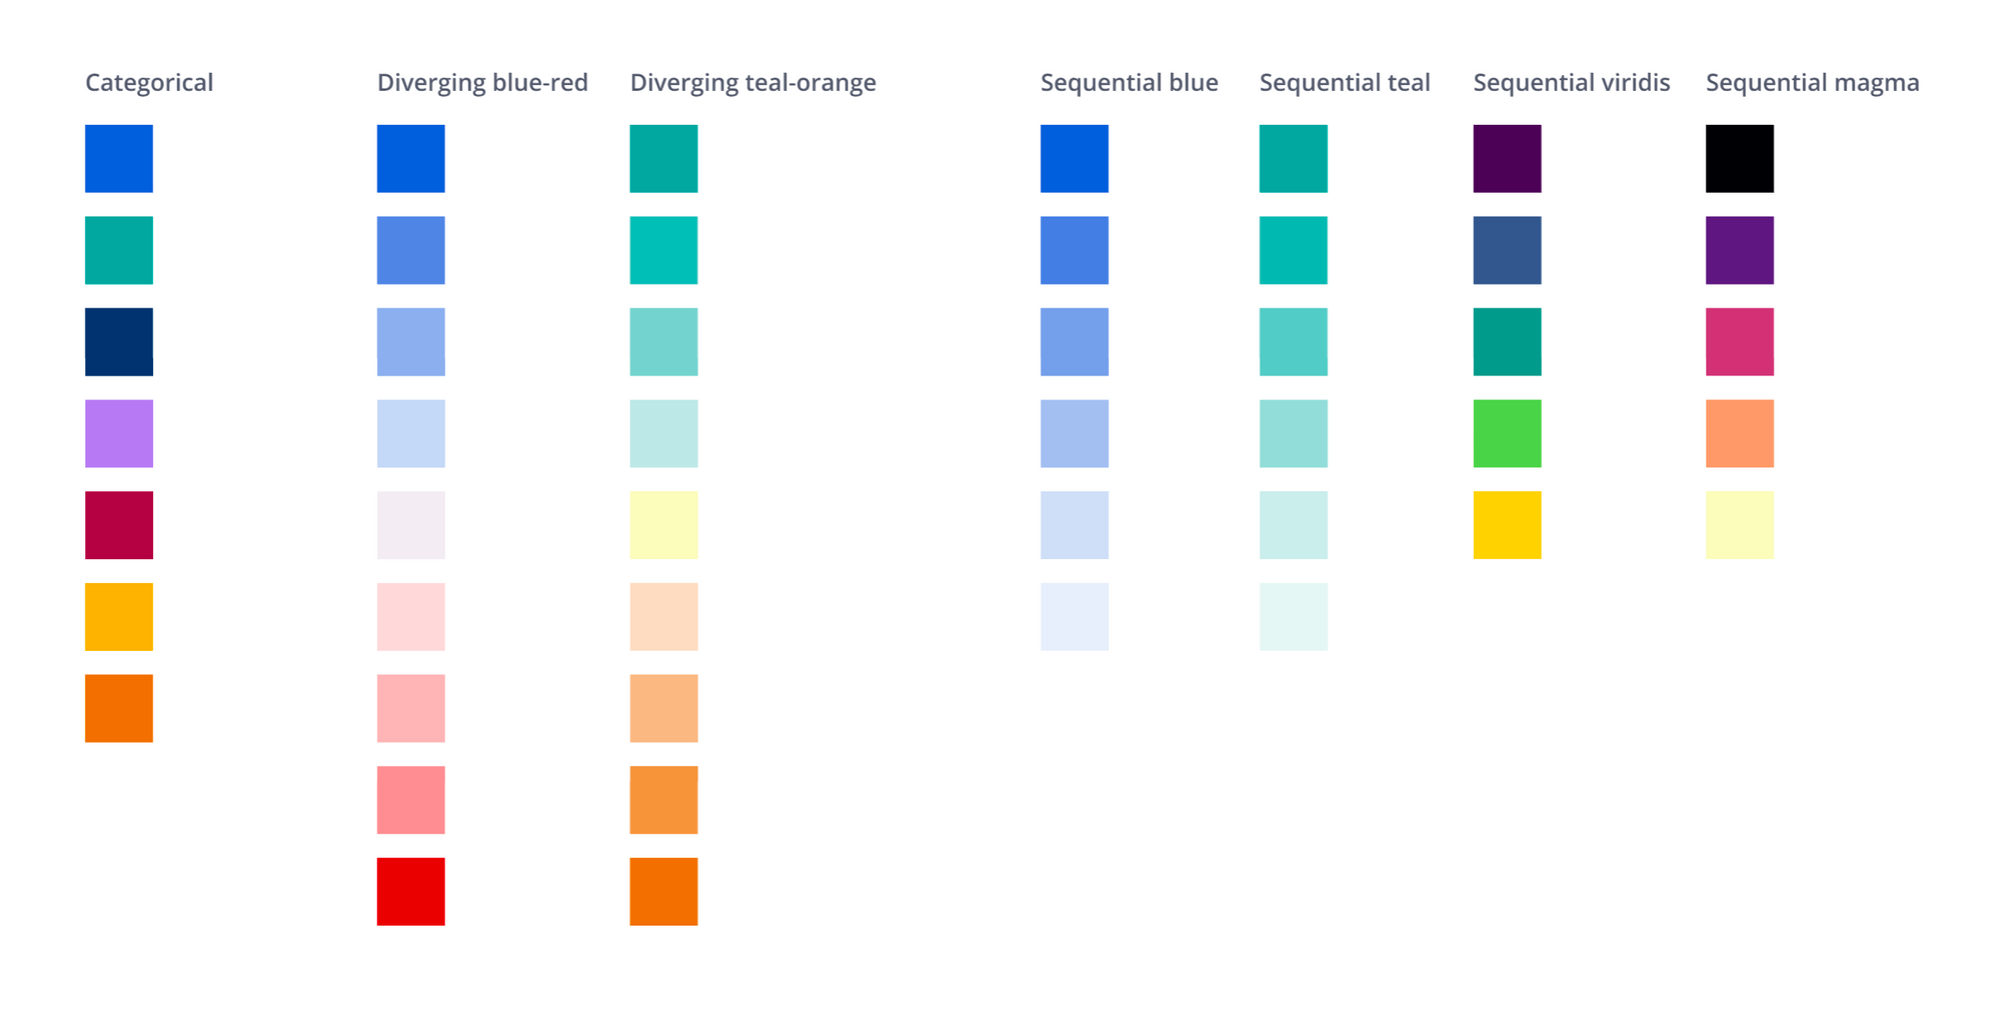 Categorical
Diverging blue-red
Diverging teal-orange
Sequential blue
Sequential teal
Sequential viridis
Sequential magma